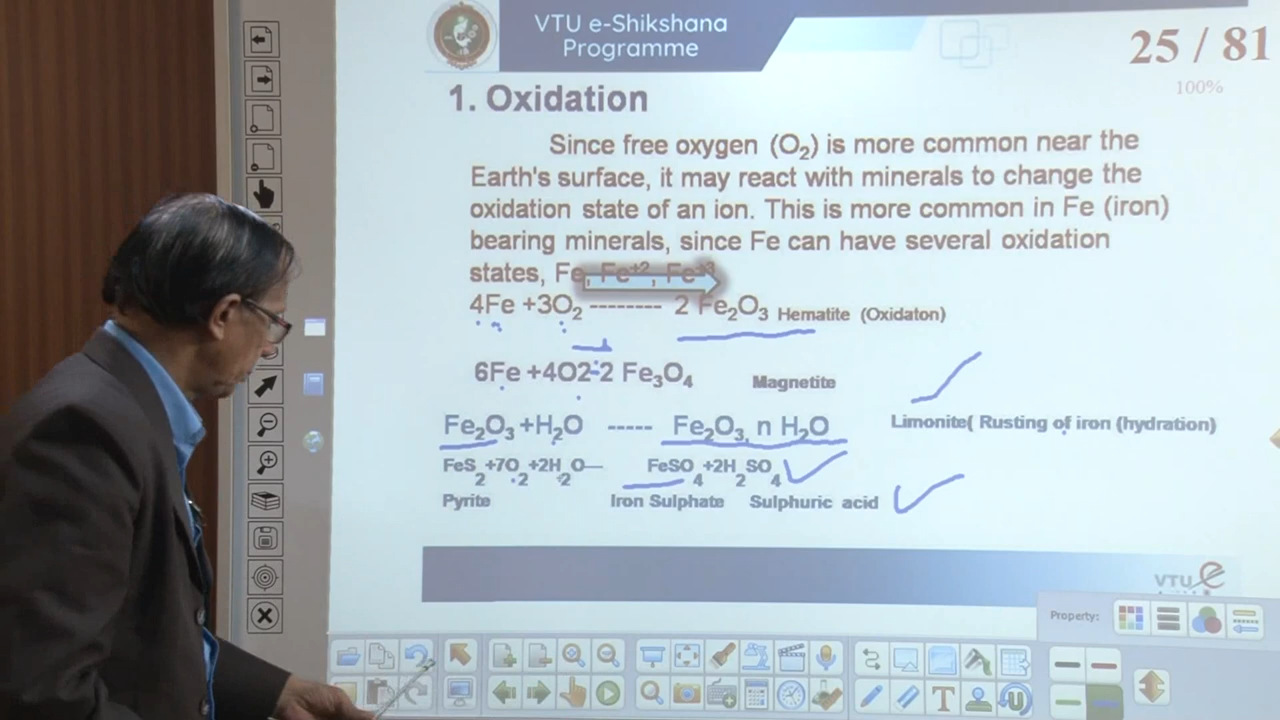 VTU e-Shikshana
Programme
25 / 81
100%
1. Oxidation
Since free oxygen (O₂) is more common near the
Earth's surface, it may react with minerals to change the
oxidation state of an ion. This is more common in Fe (iron)
bearing minerals, since Fe can have several oxidation
states, Fe, Fe⁺², Fe⁺³
4Fe +3O₂ -------- 2 Fe₂O₃ Hematite (Oxidaton)
6Fe +4O2-2 Fe₃O₄ Magnetite
Fe₂O₃ +H₂O ----- Fe₂O₃, n H₂O Limonite( Rusting of iron (hydration)
FeS₂ +7O₂ +2H₂O— FeSO₄ +2H₂SO₄
Pyrite Iron Sulphate Sulphuric acid
VTU e
Property: